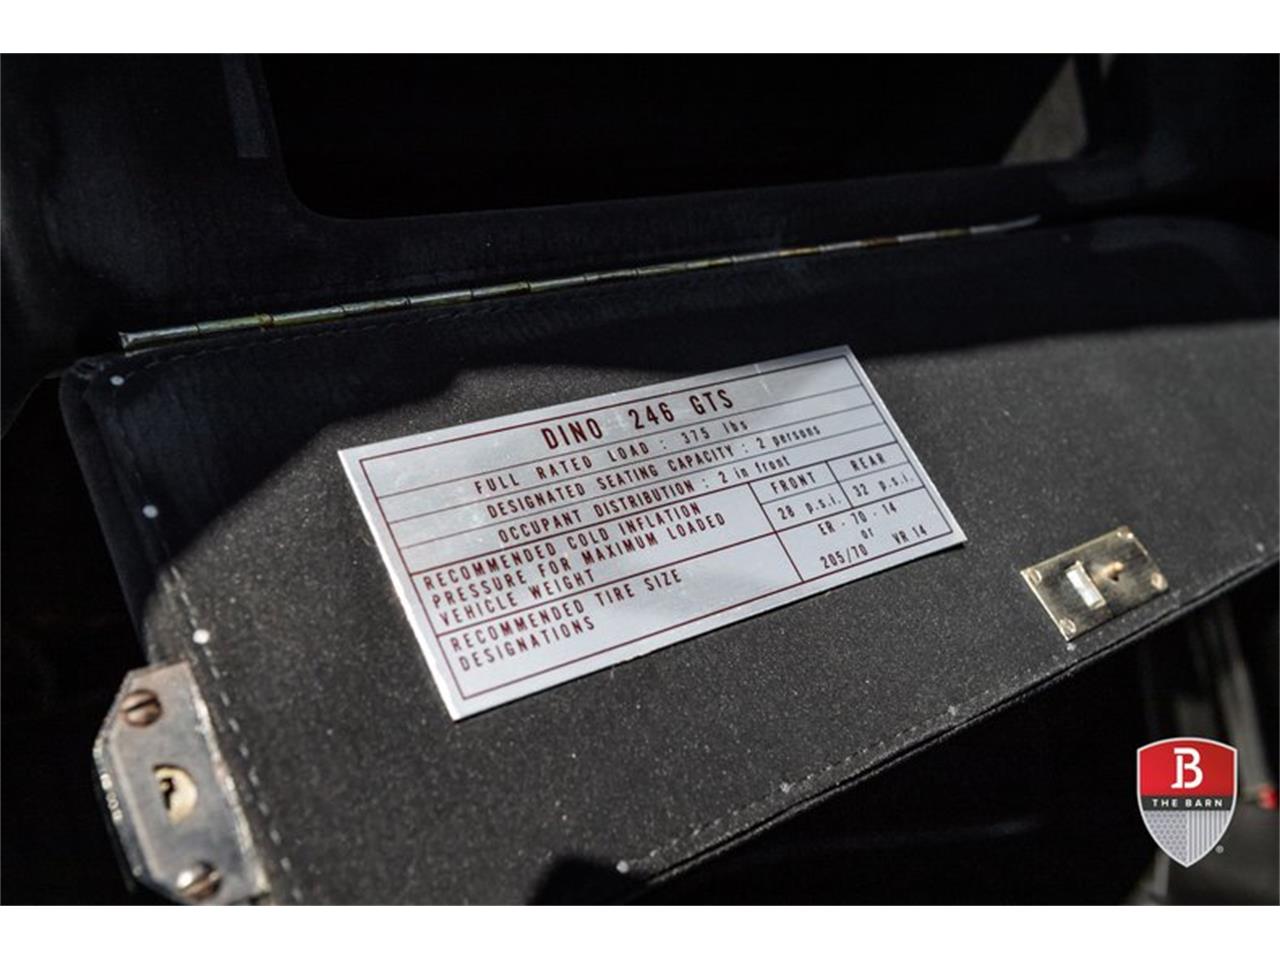 DINO 246 GTS
FULL RATED LOAD : 375 lbs
DESIGNATED SEATING CAPACITY : 2 persons
OCCUPANT DISTRIBUTION : 2 in front
RECOMMENDED COLD INFLATION
PRESSURE FOR MAXIMUM LOADED
VEHICLE WEIGHT
FRONT
REAR
28 p.s.i.
32 p.s.i.
RECOMMENDED TIRE SIZE
DESIGNATIONS
ER - 70 - 14
or
205/70 VR 14
B
THE BARN
®